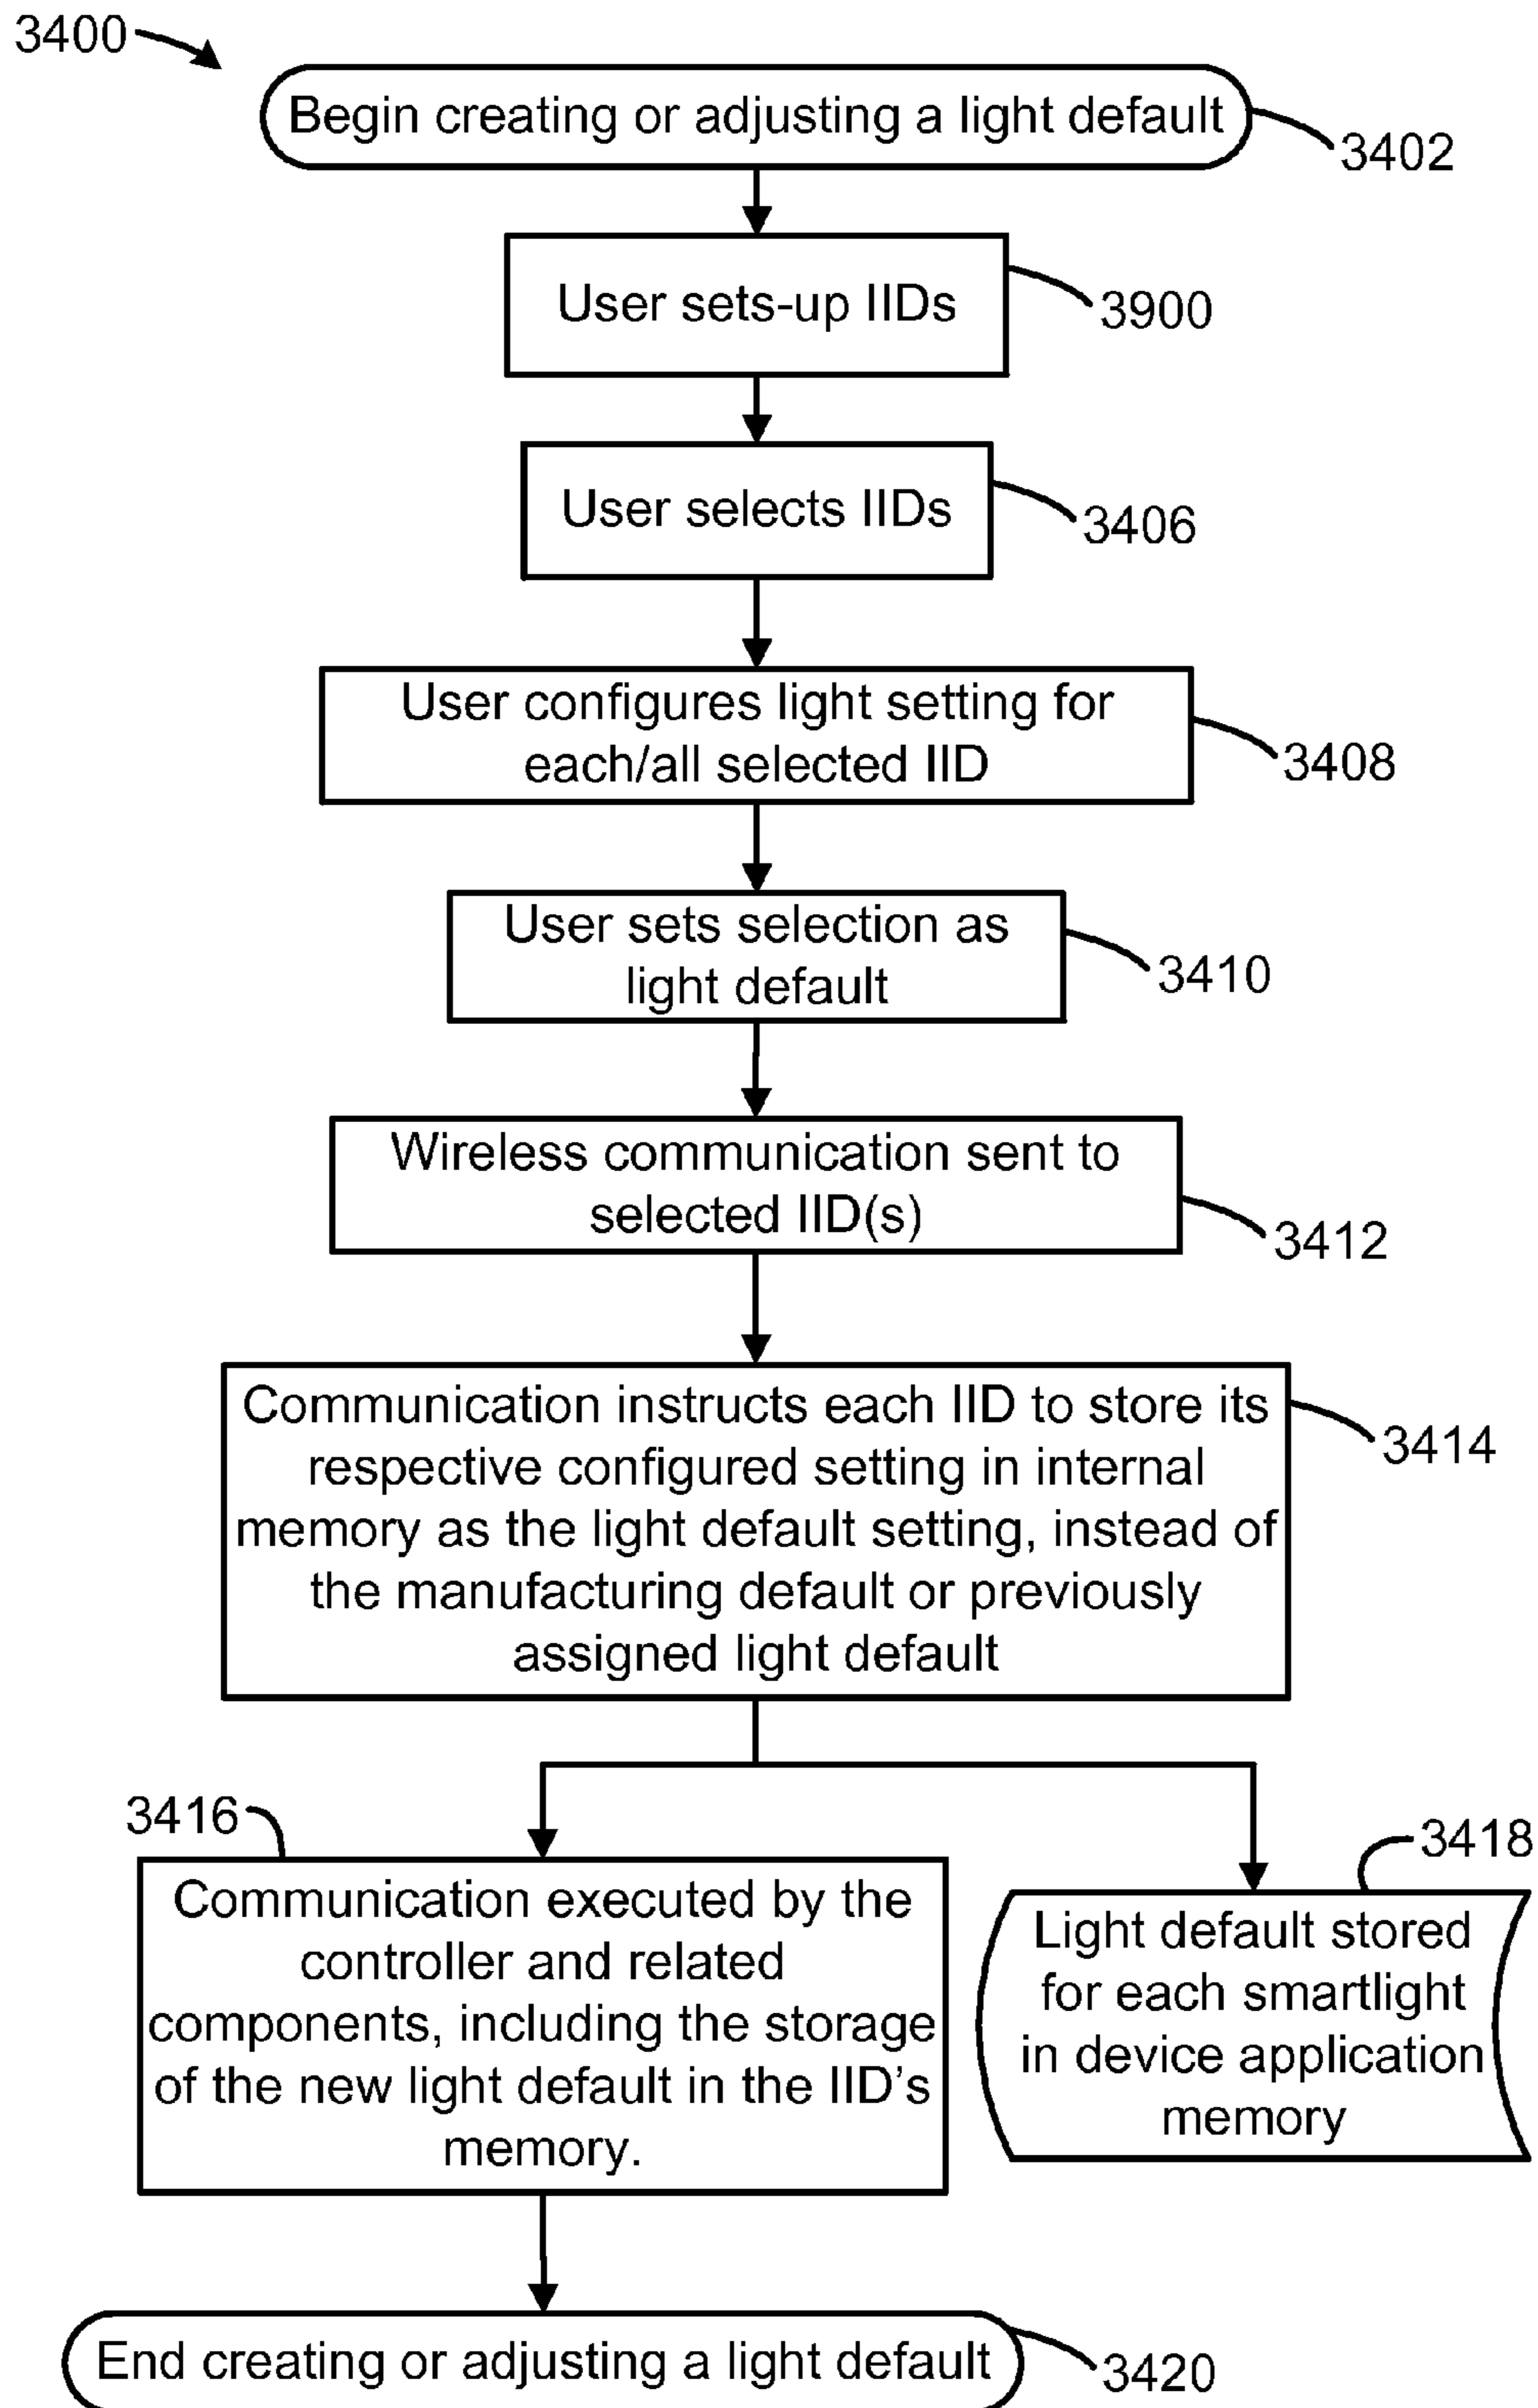 3400
Begin creating or adjusting a light default
3402
User sets-up IIDs
3900
User selects IIDs
3406
User configures light setting for
each/all selected IID
3408
User sets selection as
light default
3410
Wireless communication sent to
selected IID(s)
3412
Communication instructs each IID to store its
respective configured setting in internal
memory as the light default setting, instead of
the manufacturing default or previously
assigned light default
3414
3416
Communication executed by the
controller and related
components, including the storage
of the new light default in the IID's
memory.
3418
Light default stored
for each smartlight
in device application
memory
End creating or adjusting a light default
3420